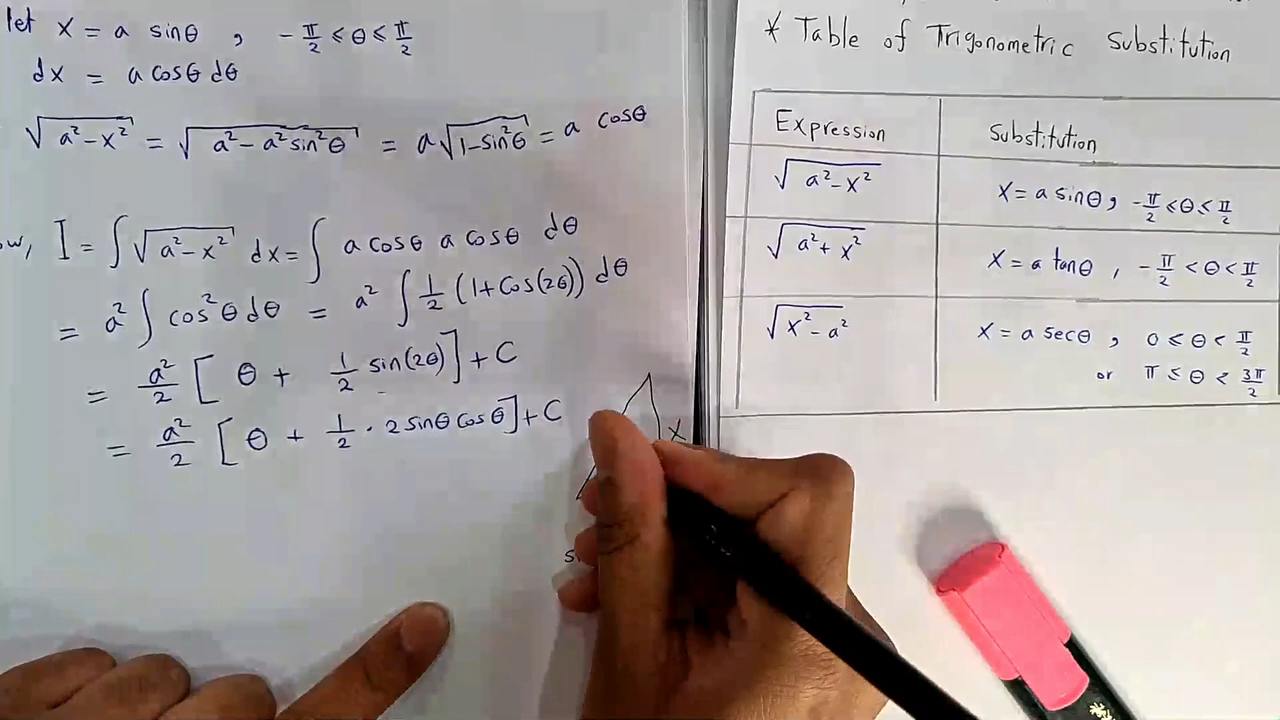 let x = a sinθ , -π/2 ≤ θ ≤ π/2
dx = a cosθ dθ
√(a²-x²) = √(a²-a²sin²θ) = a√(1-sin²θ) = a cosθ
I = ∫√(a²-x²) dx = ∫ a cosθ a cosθ dθ
= a² ∫ cos²θ dθ = a² ∫ 1/2 (1+cos(2θ)) dθ
= a²/2 [ θ + 1/2 sin(2θ) ] + C
= a²/2 [ θ + 1/2 · 2 sinθ cosθ ] + C
x
* Table of Trigonometric Substitution
Expression Substitution
√(a²-x²) x = a sinθ , -π/2 ≤ θ ≤ π/2
√(a²+x²) x = a tanθ , -π/2 < θ < π/2
√(x²-a²) x = a secθ , 0 ≤ θ < π/2
or π ≤ θ < 3π/2